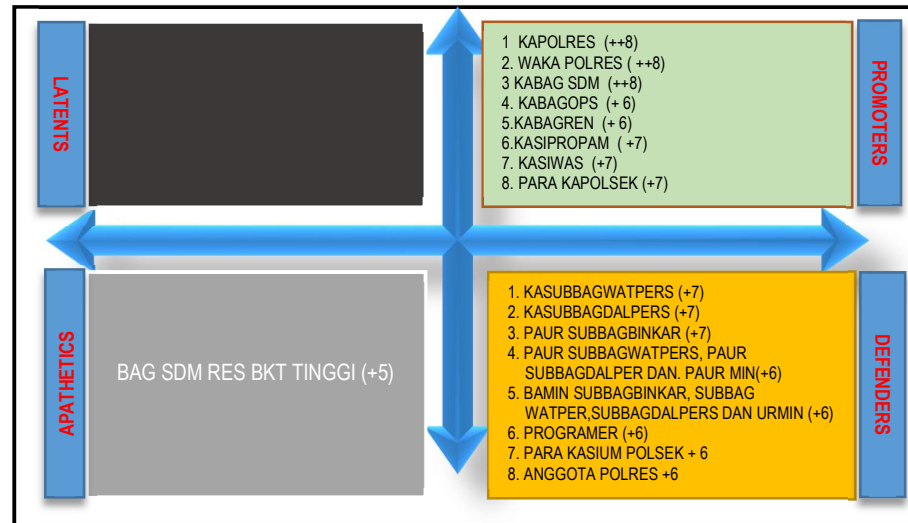 LATENTS
1 KAPOLRES (++8)
2. WAKA POLRES ( ++8)
3 KABAG SDM (++8)
4. KABAGOPS (+ 6)
5.KABAGREN (+ 6)
6.KASIPROPAM ( +7)
7. KASIWAS (+7)
8. PARA KAPOLSEK (+7)
PROMOTERS
APATHETICS
BAG SDM RES BKT TINGGI (+5)
1. KASUBBAGWATPERS (+7)
2. KASUBBAGDALPERS (+7)
3. PAUR SUBBAGBINKAR (+7)
4. PAUR SUBBAGWATPERS, PAUR
SUBBAGDALPER DAN. PAUR MIN(+6)
5. BAMIN SUBBAGBINKAR, SUBBAG
WATPER,SUBBAGDALPERS DAN URMIN (+6)
6. PROGRAMER (+6)
7. PARA KASIUM POLSEK + 6
8. ANGGOTA POLRES +6
DEFENDERS